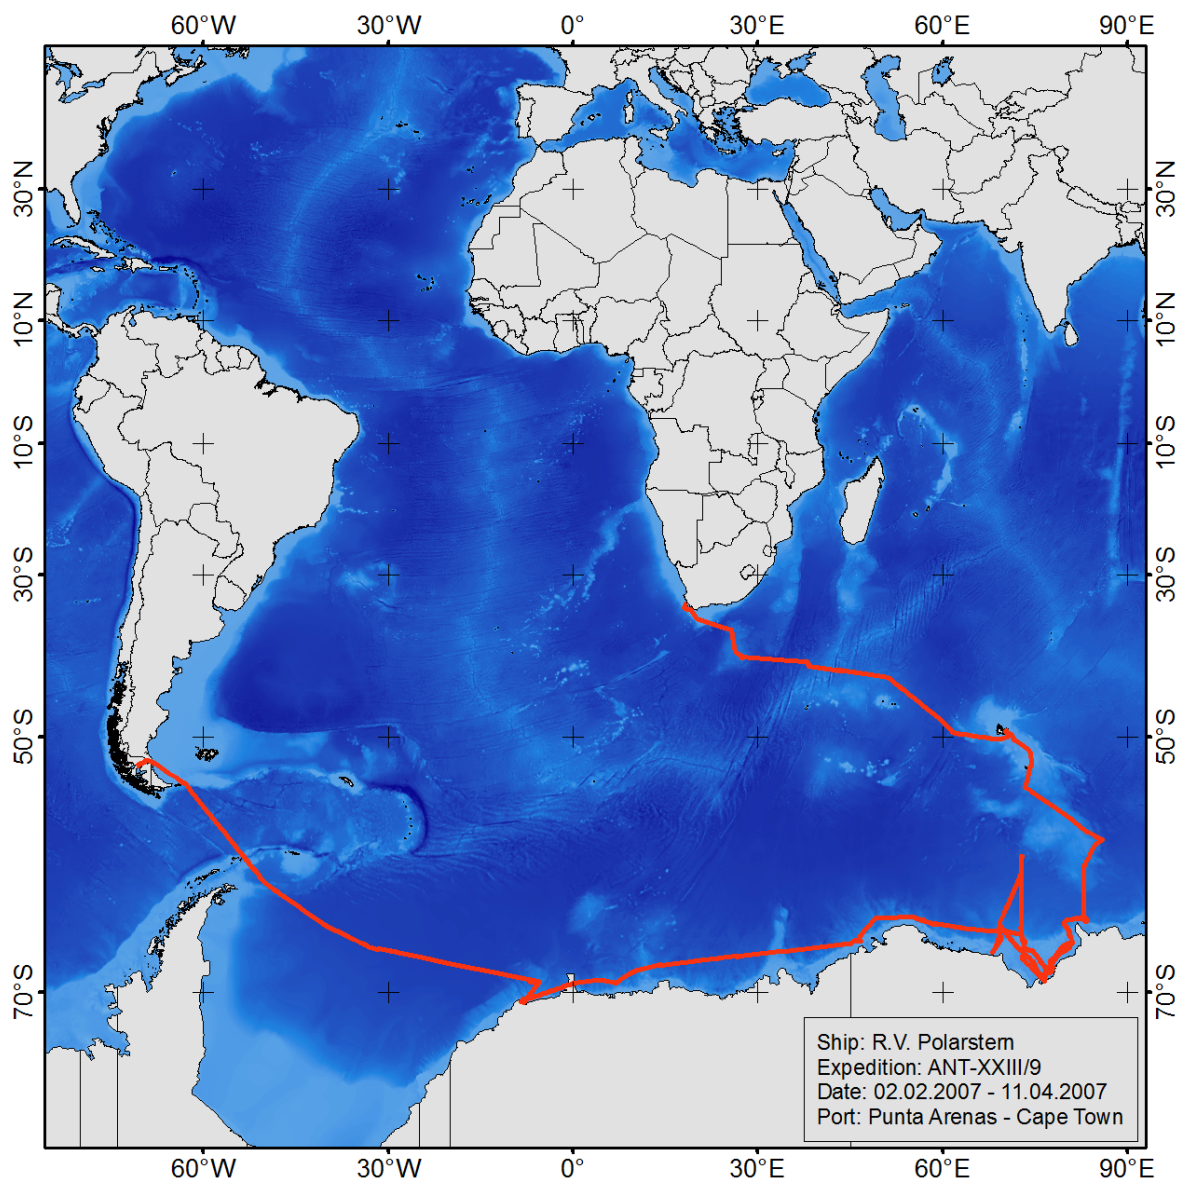 60°W 30°W 0° 30°E 60°E 90°E
30°N 30°N
10°N 10°N
10°S 10°S
30°S 30°S
50°S 50°S
70°S 70°S
Ship: R.V. Polarstern
Expedition: ANT-XXIII/9
Date: 02.02.2007 - 11.04.2007
Port: Punta Arenas - Cape Town
60°W 30°W 0° 30°E 60°E 90°E